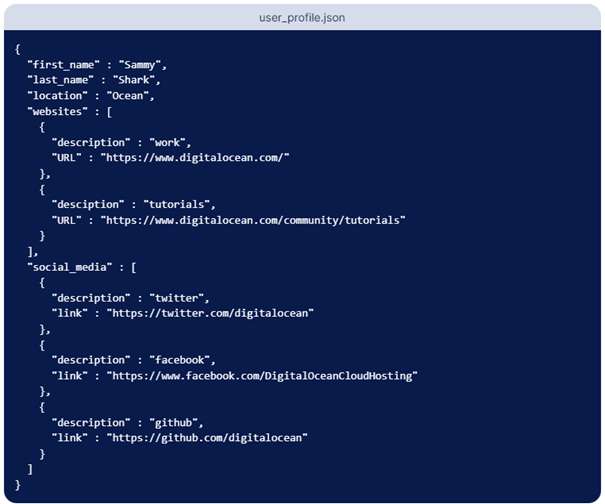 user_profile.json
{
  "first_name" : "Sammy",
  "last_name" : "Shark",
  "location" : "Ocean",
  "websites" : [
    {
      "description" : "work",
      "URL" : "https://www.digitalocean.com/"
    },
    {
      "desciption" : "tutorials",
      "URL" : "https://www.digitalocean.com/community/tutorials"
    }
  ],
  "social_media" : [
    {
      "description" : "twitter",
      "link" : "https://twitter.com/digitalocean"
    },
    {
      "description" : "facebook",
      "link" : "https://www.facebook.com/DigitalOceanCloudHosting"
    },
    {
      "description" : "github",
      "link" : "https://github.com/digitalocean"
    }
  ]
}